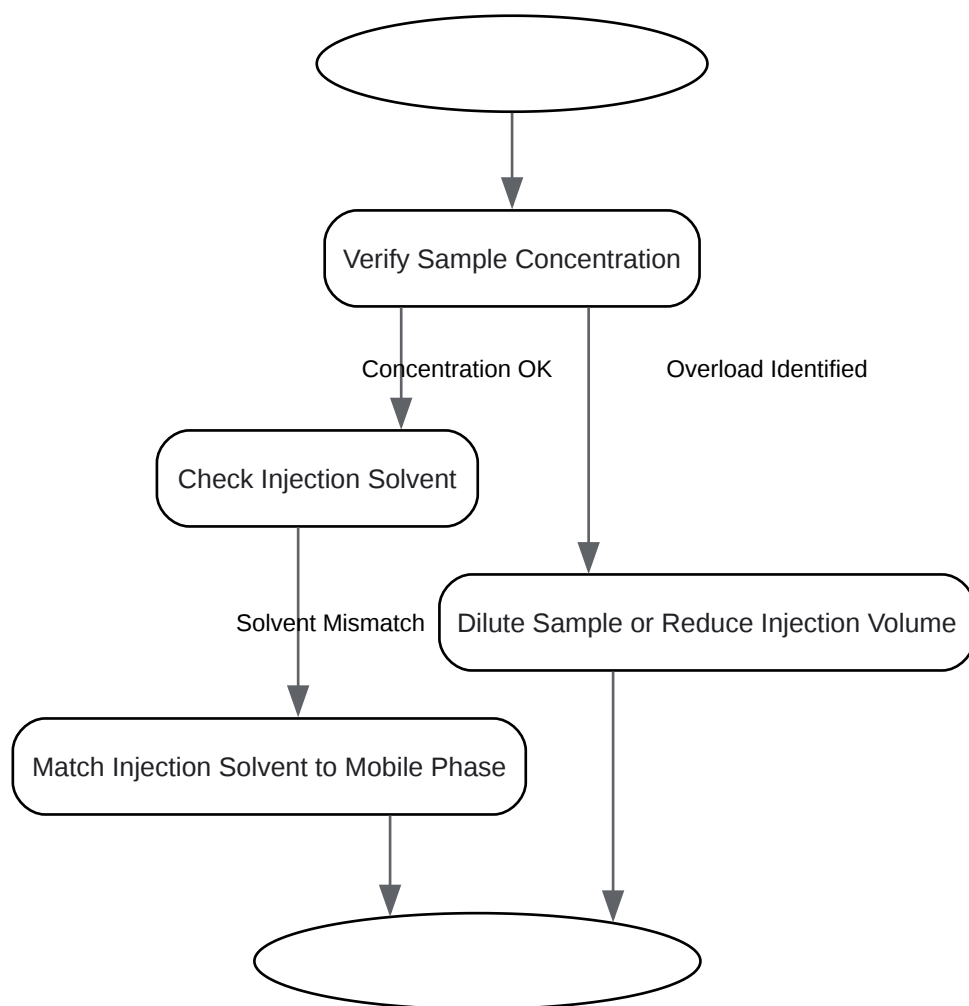 Verify Sample Concentration
Concentration OK
Overload Identified
Check Injection Solvent
Solvent Mismatch
Dilute Sample or Reduce Injection Volume
Match Injection Solvent to Mobile Phase